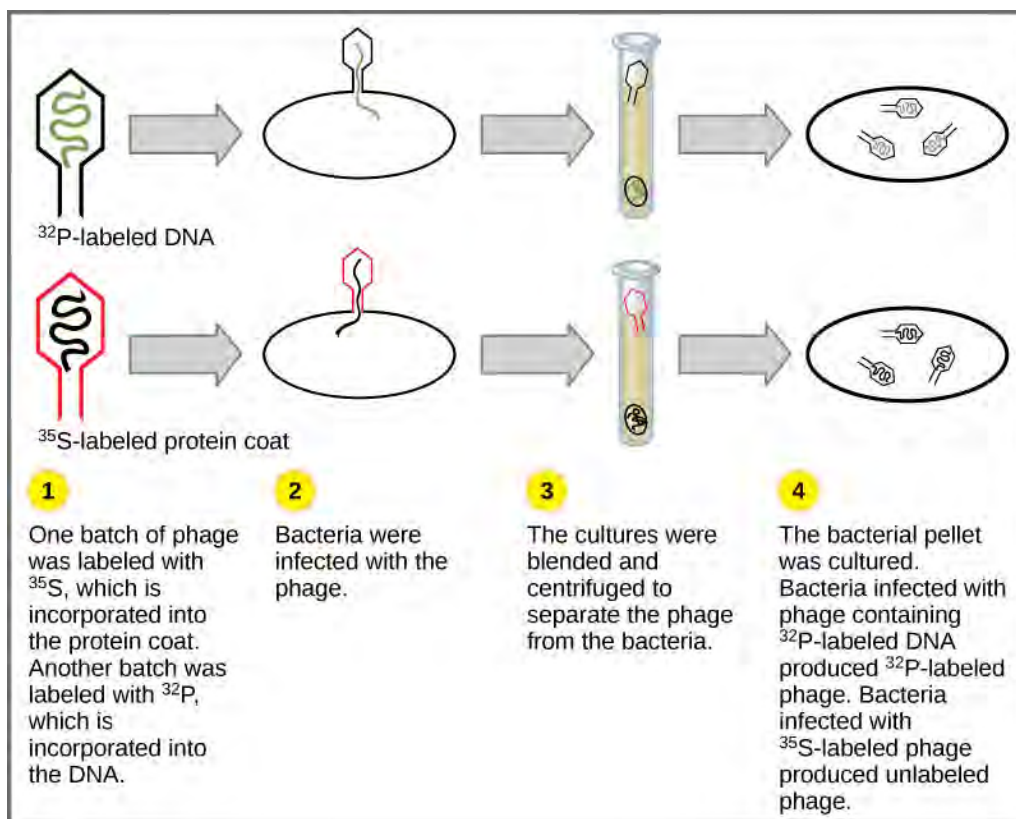 ³²P-labeled DNA
³⁵S-labeled protein coat
1
One batch of phage
was labeled with
³⁵S, which is
incorporated into
the protein coat.
Another batch was
labeled with ³²P,
which is
incorporated into
the DNA.
2
Bacteria were
infected with the
phage.
3
The cultures were
blended and
centrifuged to
separate the phage
from the bacteria.
4
The bacterial pellet
was cultured.
Bacteria infected with
phage containing
³²P-labeled DNA
produced ³²P-labeled
phage. Bacteria
infected with
³⁵S-labeled phage
produced unlabeled
phage.